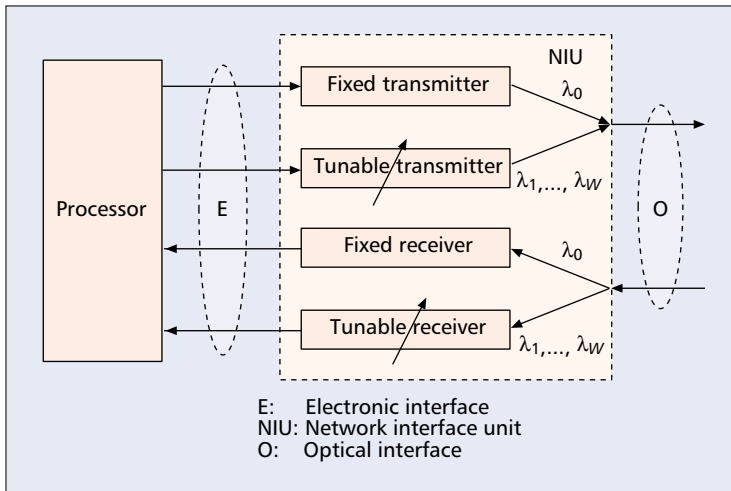 NIU
Fixed transmitter
λ0
Tunable transmitter
λ1,..., λW
Processor
E
O
Fixed receiver
λ0
Tunable receiver
λ1,..., λW
E: Electronic interface
NIU: Network interface unit
O: Optical interface